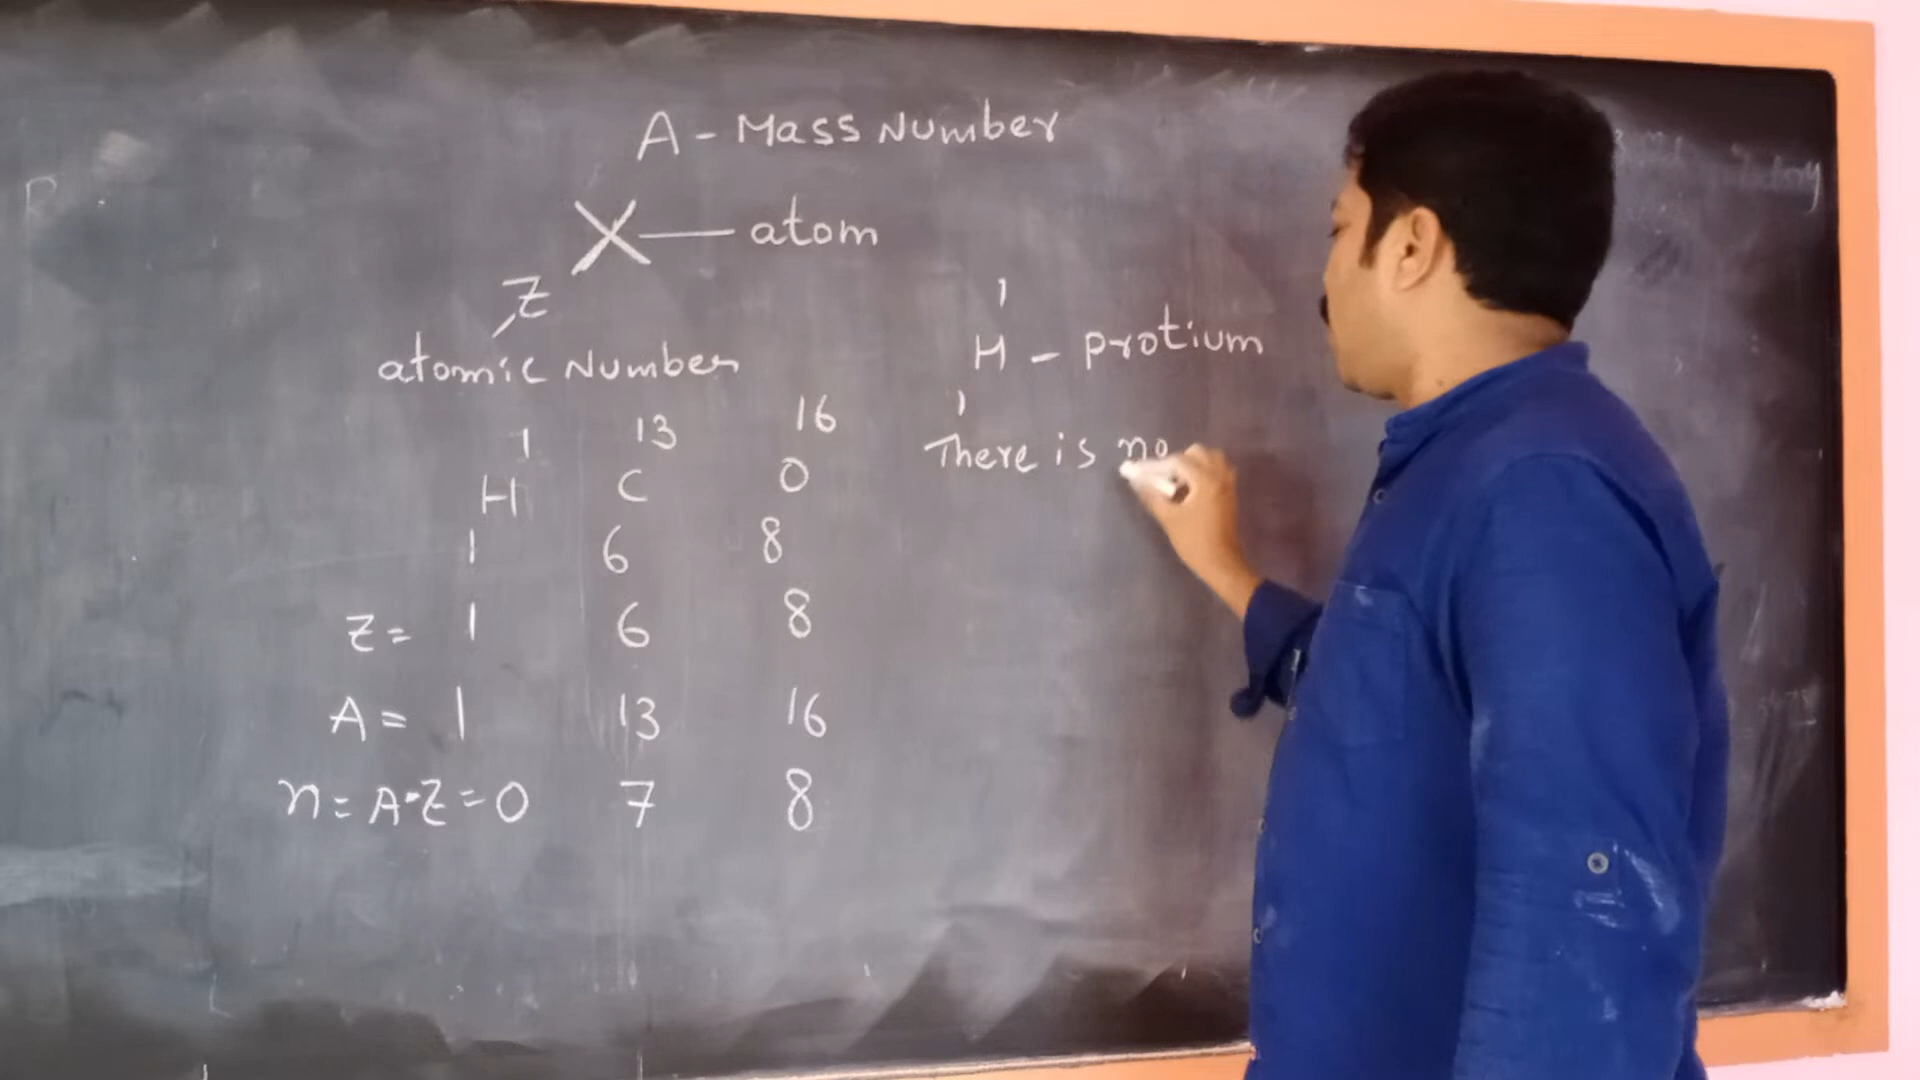 A - Mass Number
X — atom
Z
atomic Number
1 13 16
H C O
1 6 8
Z = 1 6 8
A = 1 13 16
n = A-Z = 0 7 8
1
H - protium
1
There is no